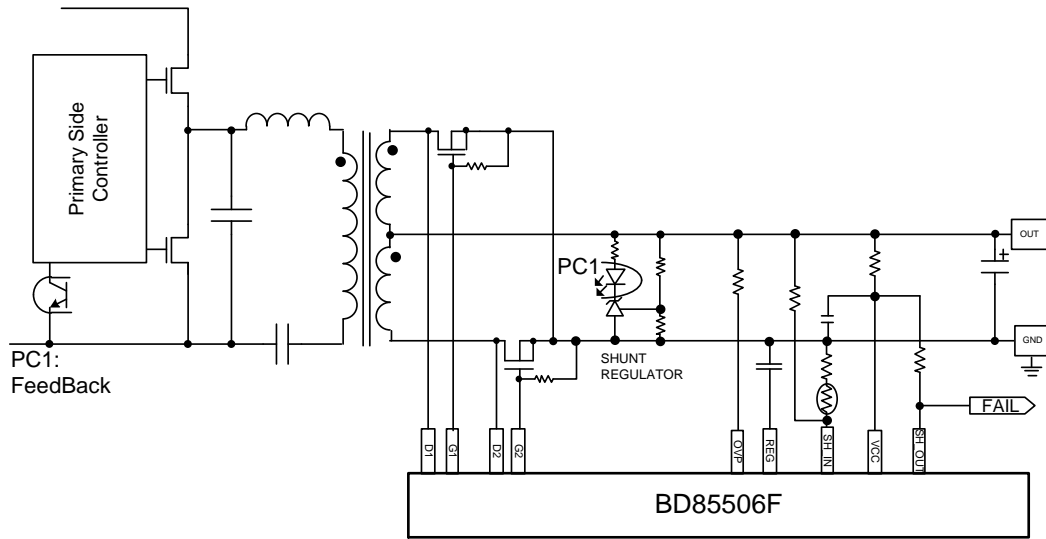 Primary Side
Controller
PC1:
FeedBack
PC1
SHUNT
REGULATOR
OUT
+
GND
FAIL
D1
G1
D2
G2
OVP
REG
SH_IN
VCC
SH_OUT
BD85506F